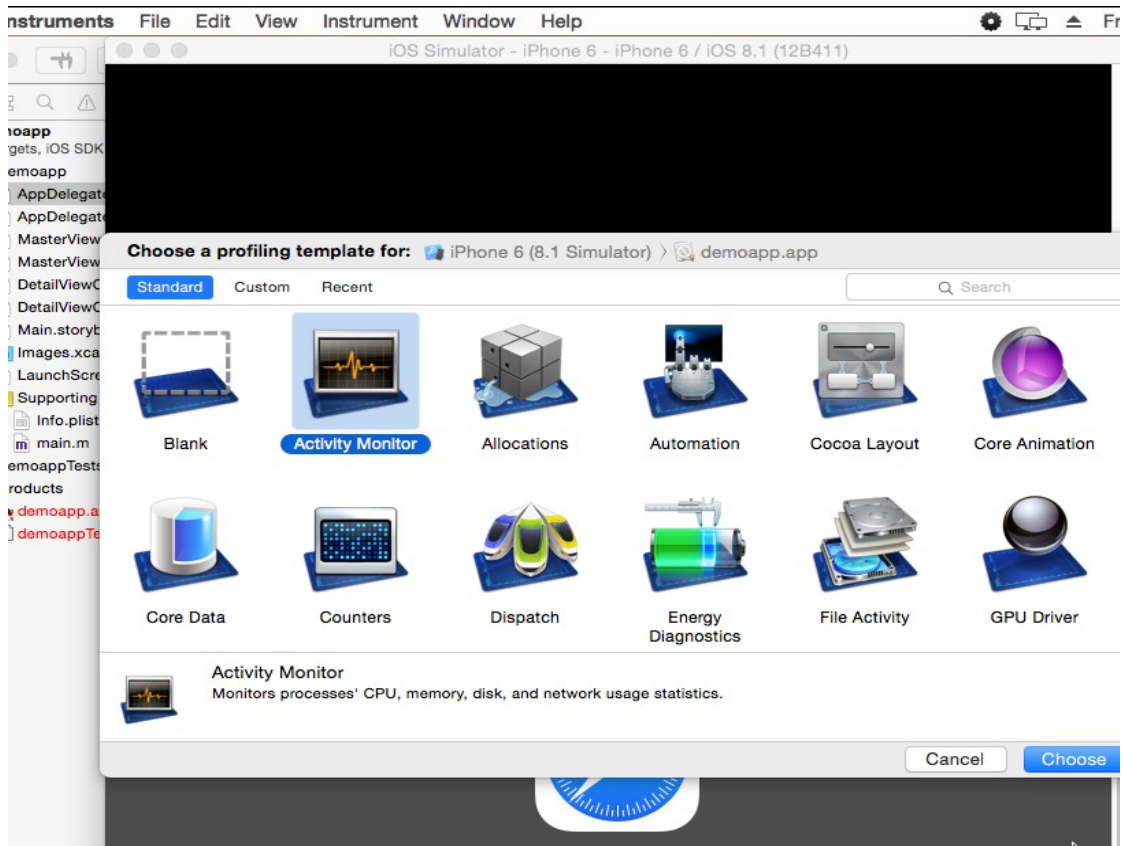 nstruments File Edit View Instrument Window Help Fr
iOS Simulator - iPhone 6 - iPhone 6 / iOS 8.1 (12B411)
noapp
rgets, iOS SDK
emoapp
AppDelegate
AppDelegate
MasterView
MasterView
DetailViewC
DetailViewC
Main.storyb
Images.xca
LaunchScre
Supporting
Info.plist
main.m
emoappTests
roducts
demoapp.a
demoappTe
Choose a profiling template for: iPhone 6 (8.1 Simulator) 〉 demoapp.app
Standard Custom Recent Search
Blank Activity Monitor Allocations Automation Cocoa Layout Core Animation
Core Data Counters Dispatch Energy Diagnostics File Activity GPU Driver
Activity Monitor
Monitors processes' CPU, memory, disk, and network usage statistics.
Cancel Choose